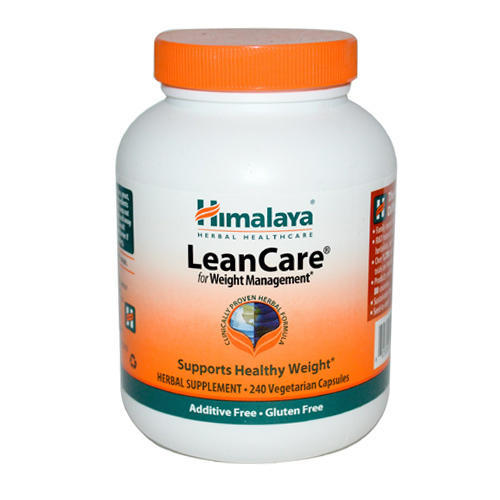 Himalaya
HERBAL HEALTHCARE
LeanCare®
for Weight Management*
CLINICALLY PROVEN HERBAL FORMULA
Supports Healthy Weight*
HERBAL SUPPLEMENT • 240 Vegetarian Capsules
Additive Free • Gluten Free